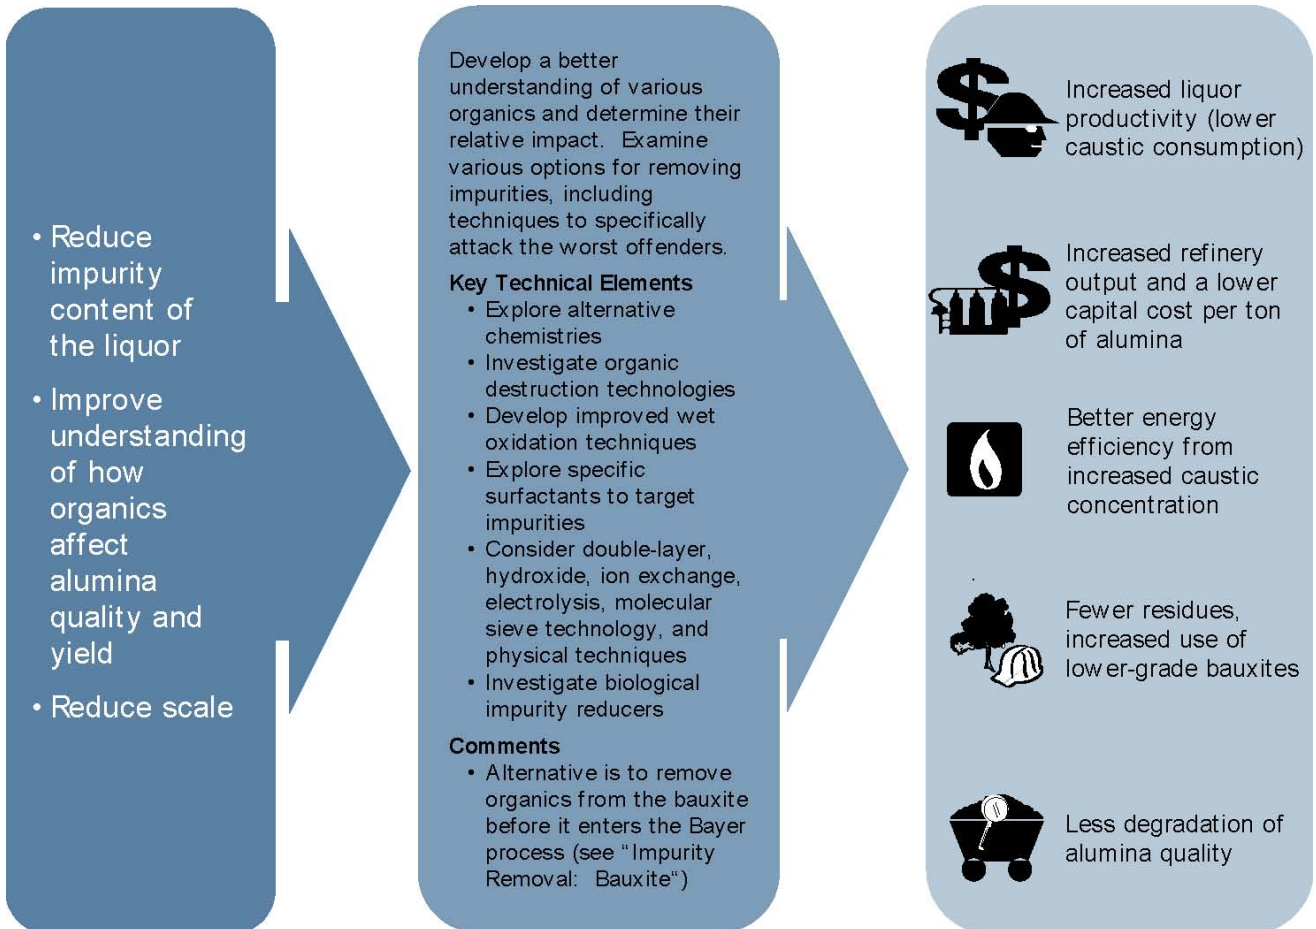 • Reduce
impurity
content of
the liquor
• Improve
understanding
of how
organics
affect
alumina
quality and
yield
• Reduce scale
Develop a better
understanding of various
organics and determine their
relative impact. Examine
various options for removing
impurities, including
techniques to specifically
attack the worst offenders.
Key Technical Elements
• Explore alternative
chemistries
• Investigate organic
destruction technologies
• Develop improved wet
oxidation techniques
• Explore specific
surfactants to target
impurities
• Consider double-layer,
hydroxide, ion exchange,
electrolysis, molecular
sieve technology, and
physical techniques
• Investigate biological
impurity reducers
Comments
• Alternative is to remove
organics from the bauxite
before it enters the Bayer
process (see "Impurity
Removal: Bauxite")
$
Increased liquor
productivity (lower
caustic consumption)
$
Increased refinery
output and a lower
capital cost per ton
of alumina
Better energy
efficiency from
increased caustic
concentration
Fewer residues,
increased use of
lower-grade bauxites
Less degradation of
alumina quality